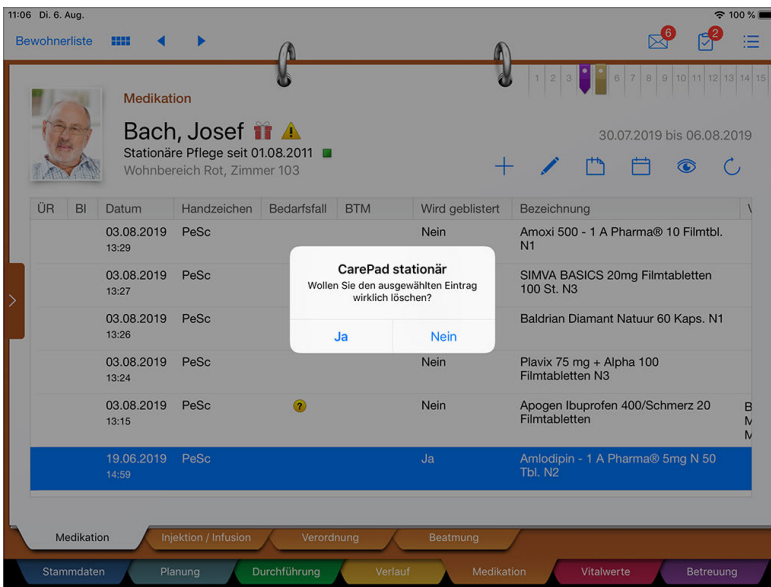 11:06 Di. 6. Aug. 100 %
Bewohnerliste 6 2
1 2 3 6 7 8 9 10 11 12 13 14 15
Medikation
Bach, Josef
30.07.2019 bis 06.08.2019
Stationäre Pflege seit 01.08.2011
Wohnbereich Rot, Zimmer 103
ÜR BI Datum Handzeichen Bedarfsfall BTM Wird geblistert Bezeichnung
03.08.2019 PeSc Nein Amoxi 500 - 1 A Pharma® 10 Filmtbl.
13:29 N1
03.08.2019 PeSc SIMVA BASICS 20mg Filmtabletten
13:27 100 St. N3
03.08.2019 PeSc Baldrian Diamant Natuur 60 Kaps. N1
13:26
03.08.2019 PeSc Nein Plavix 75 mg + Alpha 100
13:24 Filmtabletten N3
03.08.2019 PeSc ? Nein Apogen Ibuprofen 400/Schmerz 20 B
13:15 Filmtabletten M
M
19.06.2019 PeSc Ja Amlodipin - 1 A Pharma® 5mg N 50
14:59 Tbl. N2
CarePad stationär
Wollen Sie den ausgewählten Eintrag
wirklich löschen?
Ja Nein
Medikation Injektion / Infusion Verordnung Beatmung
Stammdaten Planung Durchführung Verlauf Medikation Vitalwerte Betreuung